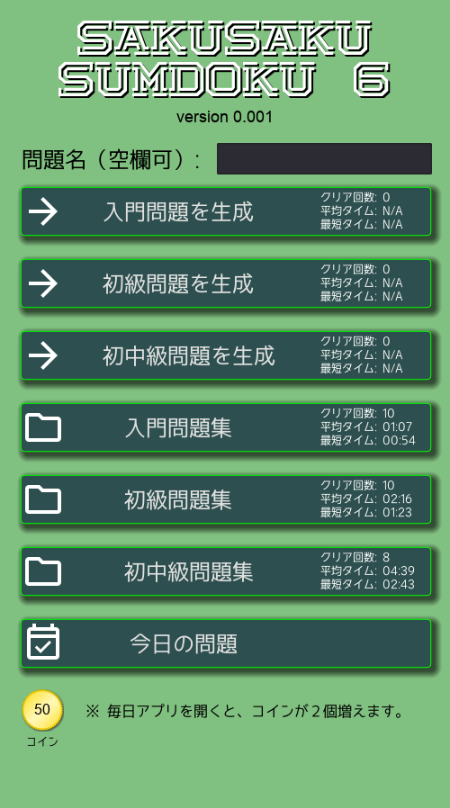 SAKUSAKU
SUMDOKU 6
version 0.001
問題名（空欄可）:
入門問題を生成
クリア回数: 0
平均タイム: N/A
最短タイム: N/A
初級問題を生成
クリア回数: 0
平均タイム: N/A
最短タイム: N/A
初中級問題を生成
クリア回数: 0
平均タイム: N/A
最短タイム: N/A
入門問題集
クリア回数: 10
平均タイム: 01:07
最短タイム: 00:54
初級問題集
クリア回数: 10
平均タイム: 02:16
最短タイム: 01:23
初中級問題集
クリア回数: 8
平均タイム: 04:39
最短タイム: 02:43
今日の問題
50
コイン
※ 毎日アプリを開くと、コインが２個増えます。